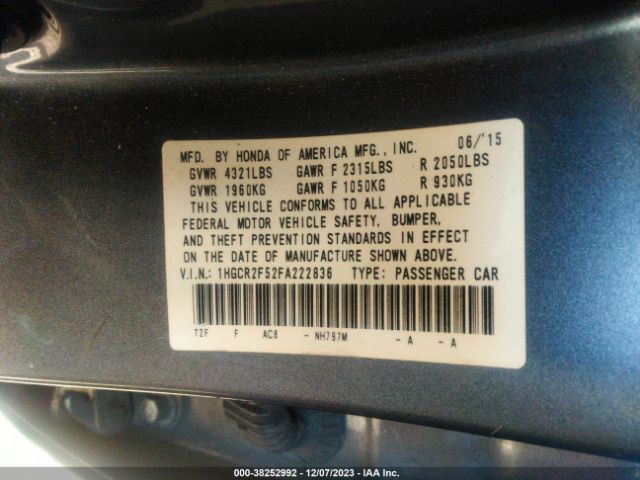 MFD. BY HONDA OF AMERICA MFG., INC. 06/'15
GVWR 4321LBS GAWR F 2315LBS R 2050LBS
GVWR 1960KG GAWR F 1050KG R 930KG
THIS VEHICLE CONFORMS TO ALL APPLICABLE
FEDERAL MOTOR VEHICLE SAFETY, BUMPER,
AND THEFT PREVENTION STANDARDS IN EFFECT
ON THE DATE OF MANUFACTURE SHOWN ABOVE.
V.I.N.: 1HGCR2F52FA222836 TYPE: PASSENGER CAR
T2F F AC8 - NH797M - A - A
000-38252992 - 12/07/2023 - IAA Inc.